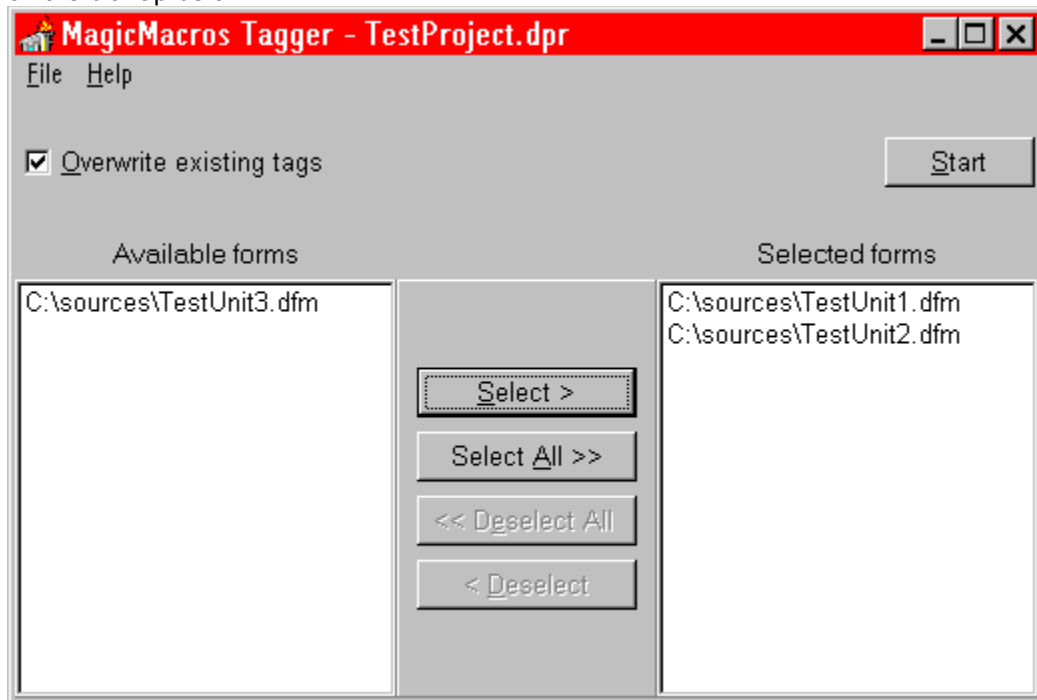 MagicMacros Tagger - TestProject.dpr
File Help
Overwrite existing tags
Start
Available forms
Selected forms
C:\sources\TestUnit3.dfm
C:\sources\TestUnit1.dfm
C:\sources\TestUnit2.dfm
Select >
Select All >>
<< Deselect All
< Deselect